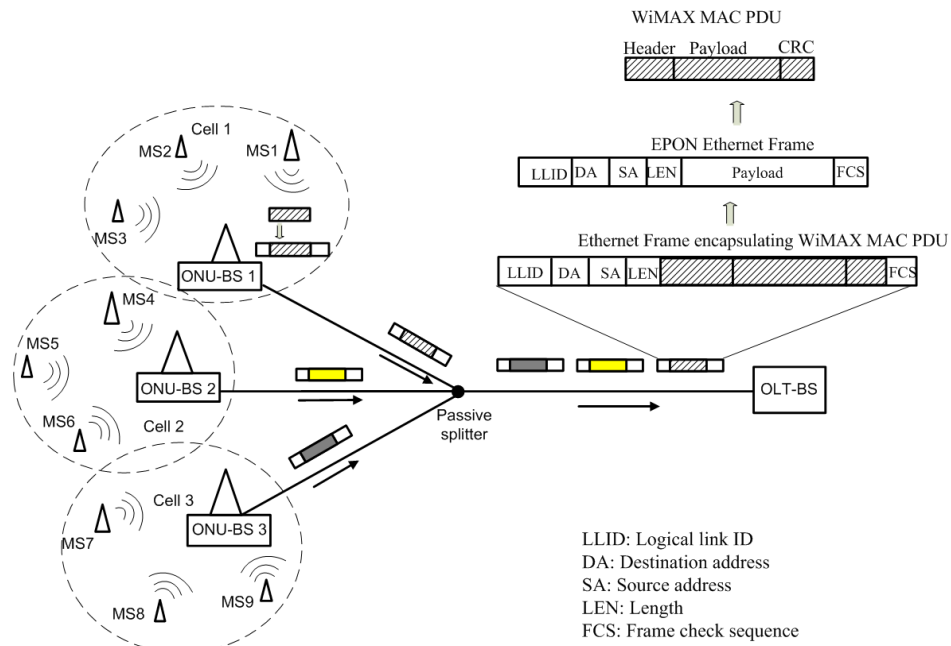 WiMAX MAC PDU
Header Payload CRC
EPON Ethernet Frame
LLID DA SA LEN Payload FCS
Ethernet Frame encapsulating WiMAX MAC PDU
LLID DA SA LEN FCS
Cell 1
MS2
MS1
MS3
ONU-BS 1
MS4
MS5
ONU-BS 2
MS6
Cell 2
Passive
splitter
OLT-BS
Cell 3
MS7
ONU-BS 3
MS8
MS9
LLID: Logical link ID
DA: Destination address
SA: Source address
LEN: Length
FCS: Frame check sequence